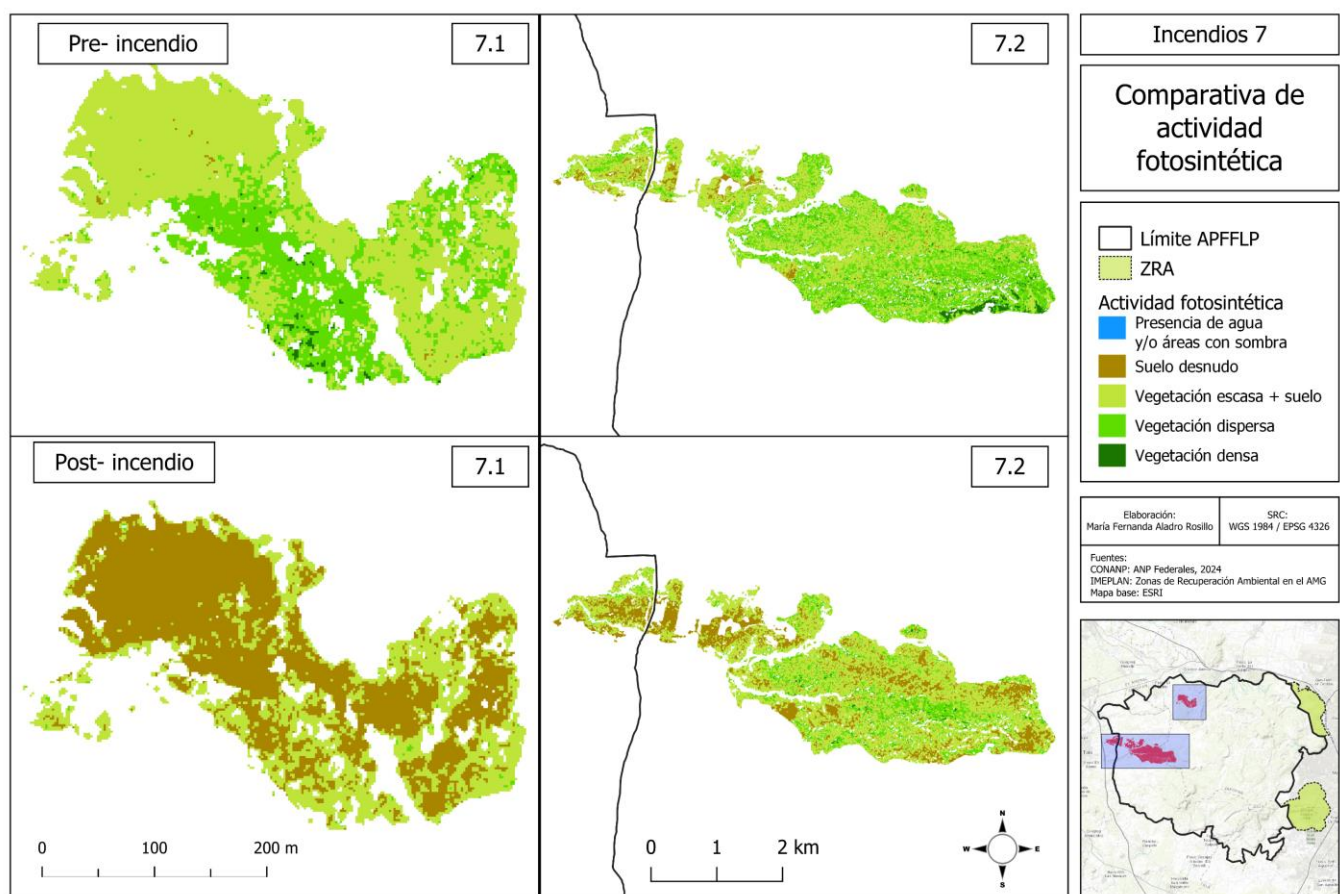 Pre- incendio
7.1
7.2
Incendios 7
Comparativa de
actividad
fotosintética
Límite APFFLP
ZRA
Actividad fotosintética
Presencia de agua
y/o áreas con sombra
Suelo desnudo
Vegetación escasa + suelo
Vegetación dispersa
Vegetación densa
Post- incendio
7.1
7.2
Elaboración:
María Fernanda Aladro Rosillo
SRC:
WGS 1984 / EPSG 4326
Fuentes:
CONANP: ANP Federales, 2024
IMEPLAN: Zonas de Recuperación Ambiental en el AMG
Mapa base: ESRI
0 100 200 m
0 1 2 km
N
W E
S